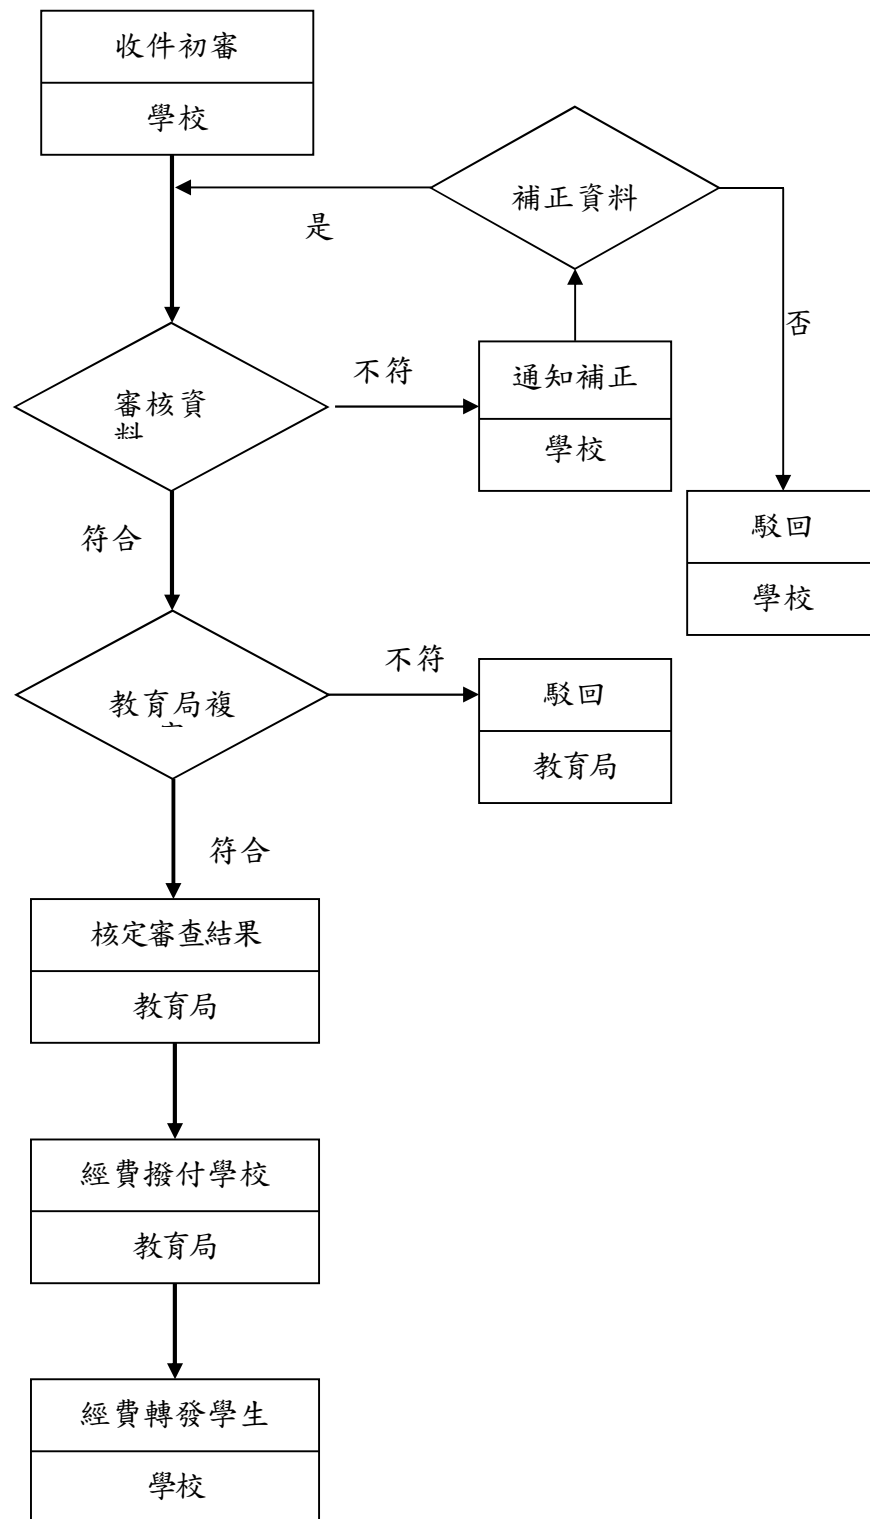 收件初審
學校
補正資料
是
否
審核資
料
不符
通知補正
學校
駁回
學校
符合
教育局複
不符
駁回
教育局
符合
核定審查結果
教育局
經費撥付學校
教育局
經費轉發學生
學校